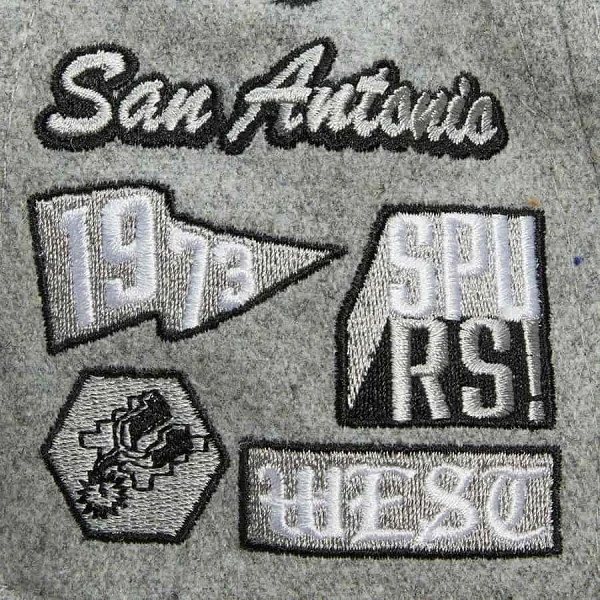 San Antonio
1973
SPU
RS!
WEST